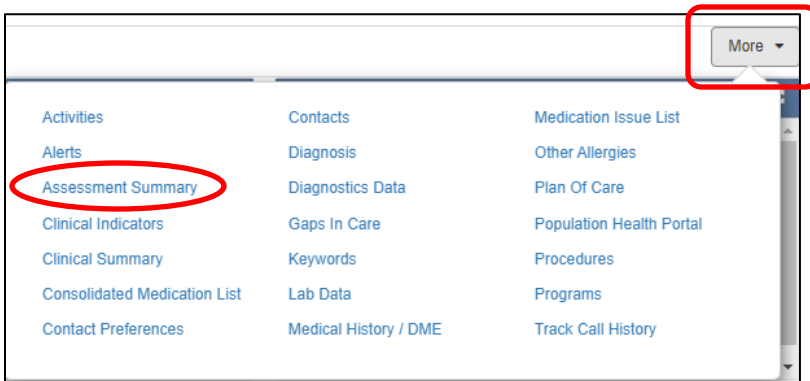 More
Activities
Alerts
Assessment Summary
Clinical Indicators
Clinical Summary
Consolidated Medication List
Contact Preferences
Contacts
Diagnosis
Diagnostics Data
Gaps In Care
Keywords
Lab Data
Medical History / DME
Medication Issue List
Other Allergies
Plan Of Care
Population Health Portal
Procedures
Programs
Track Call History